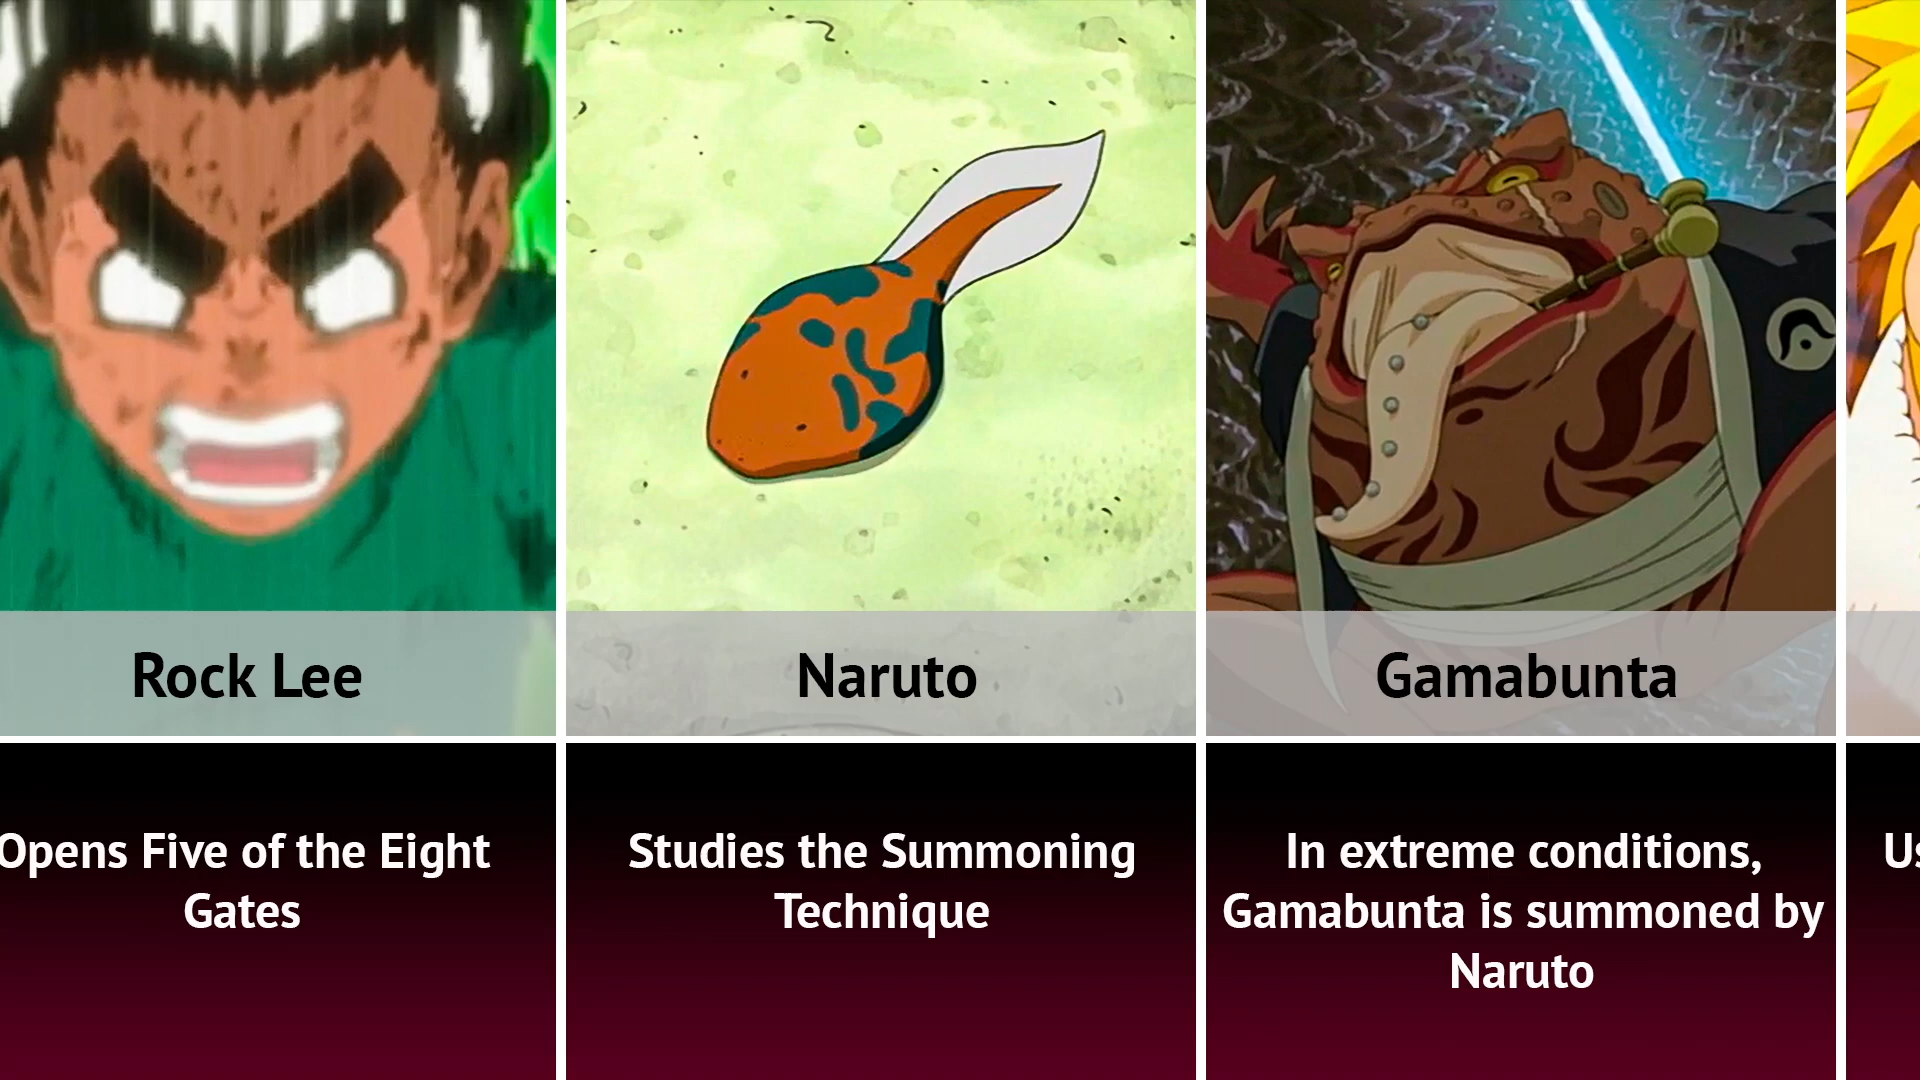 Rock Lee
Opens Five of the Eight
Gates
Naruto
Studies the Summoning
Technique
Gamabunta
In extreme conditions,
Gamabunta is summoned by
Naruto